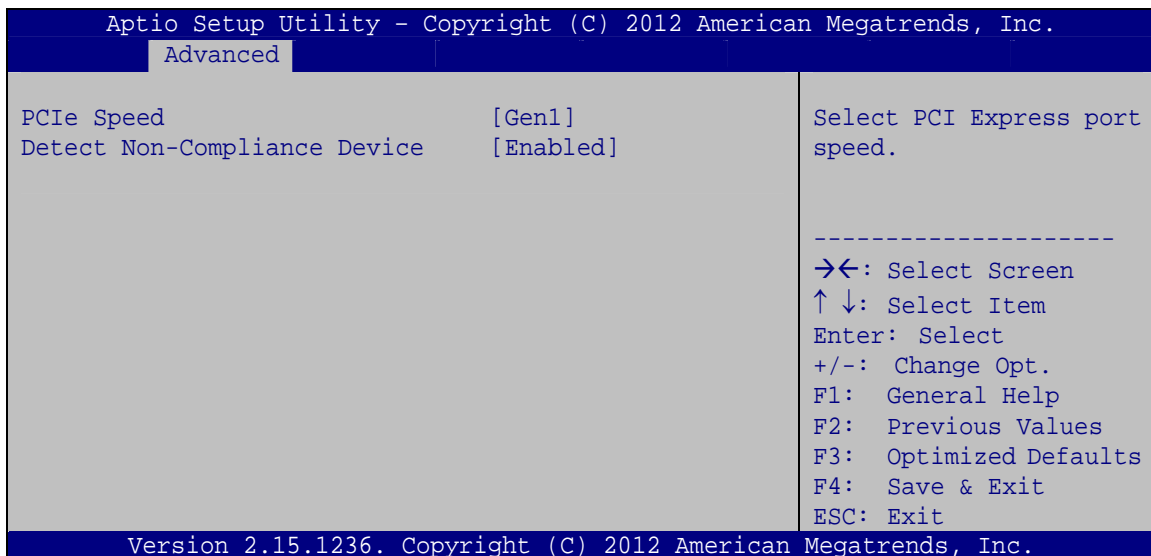 Aptio Setup Utility – Copyright (C) 2012 American Megatrends, Inc.
Advanced
PCIe Speed [Gen1]
Detect Non-Compliance Device [Enabled]
Select PCI Express port
speed.
----------------------
→←: Select Screen
↑ ↓: Select Item
Enter: Select
+/-: Change Opt.
F1: General Help
F2: Previous Values
F3: Optimized Defaults
F4: Save & Exit
ESC: Exit
Version 2.15.1236. Copyright (C) 2012 American Megatrends, Inc.